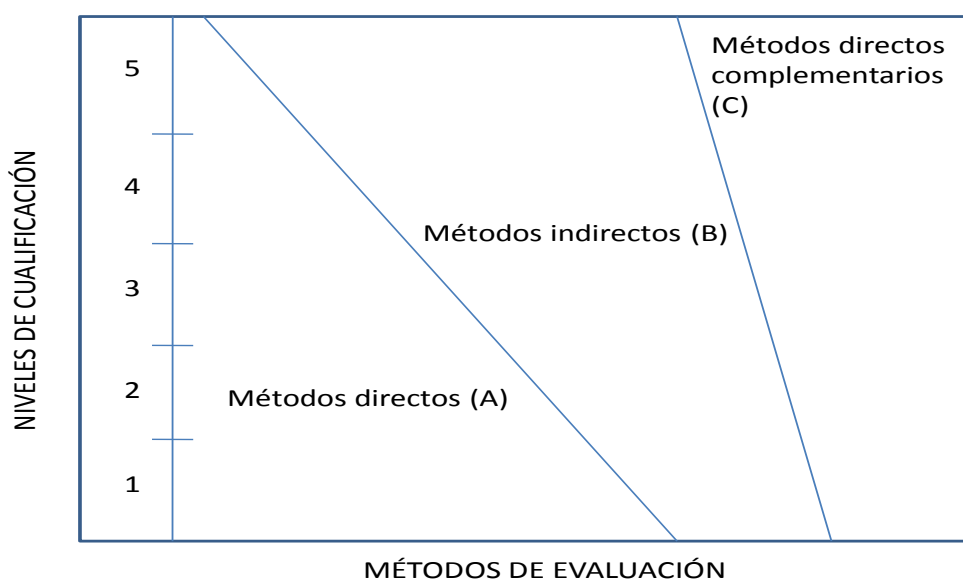 Métodos directos
complementarios
(C)
5
4
Métodos indirectos (B)
3
2
Métodos directos (A)
1
NIVELES DE CUALIFICACIÓN
MÉTODOS DE EVALUACIÓN